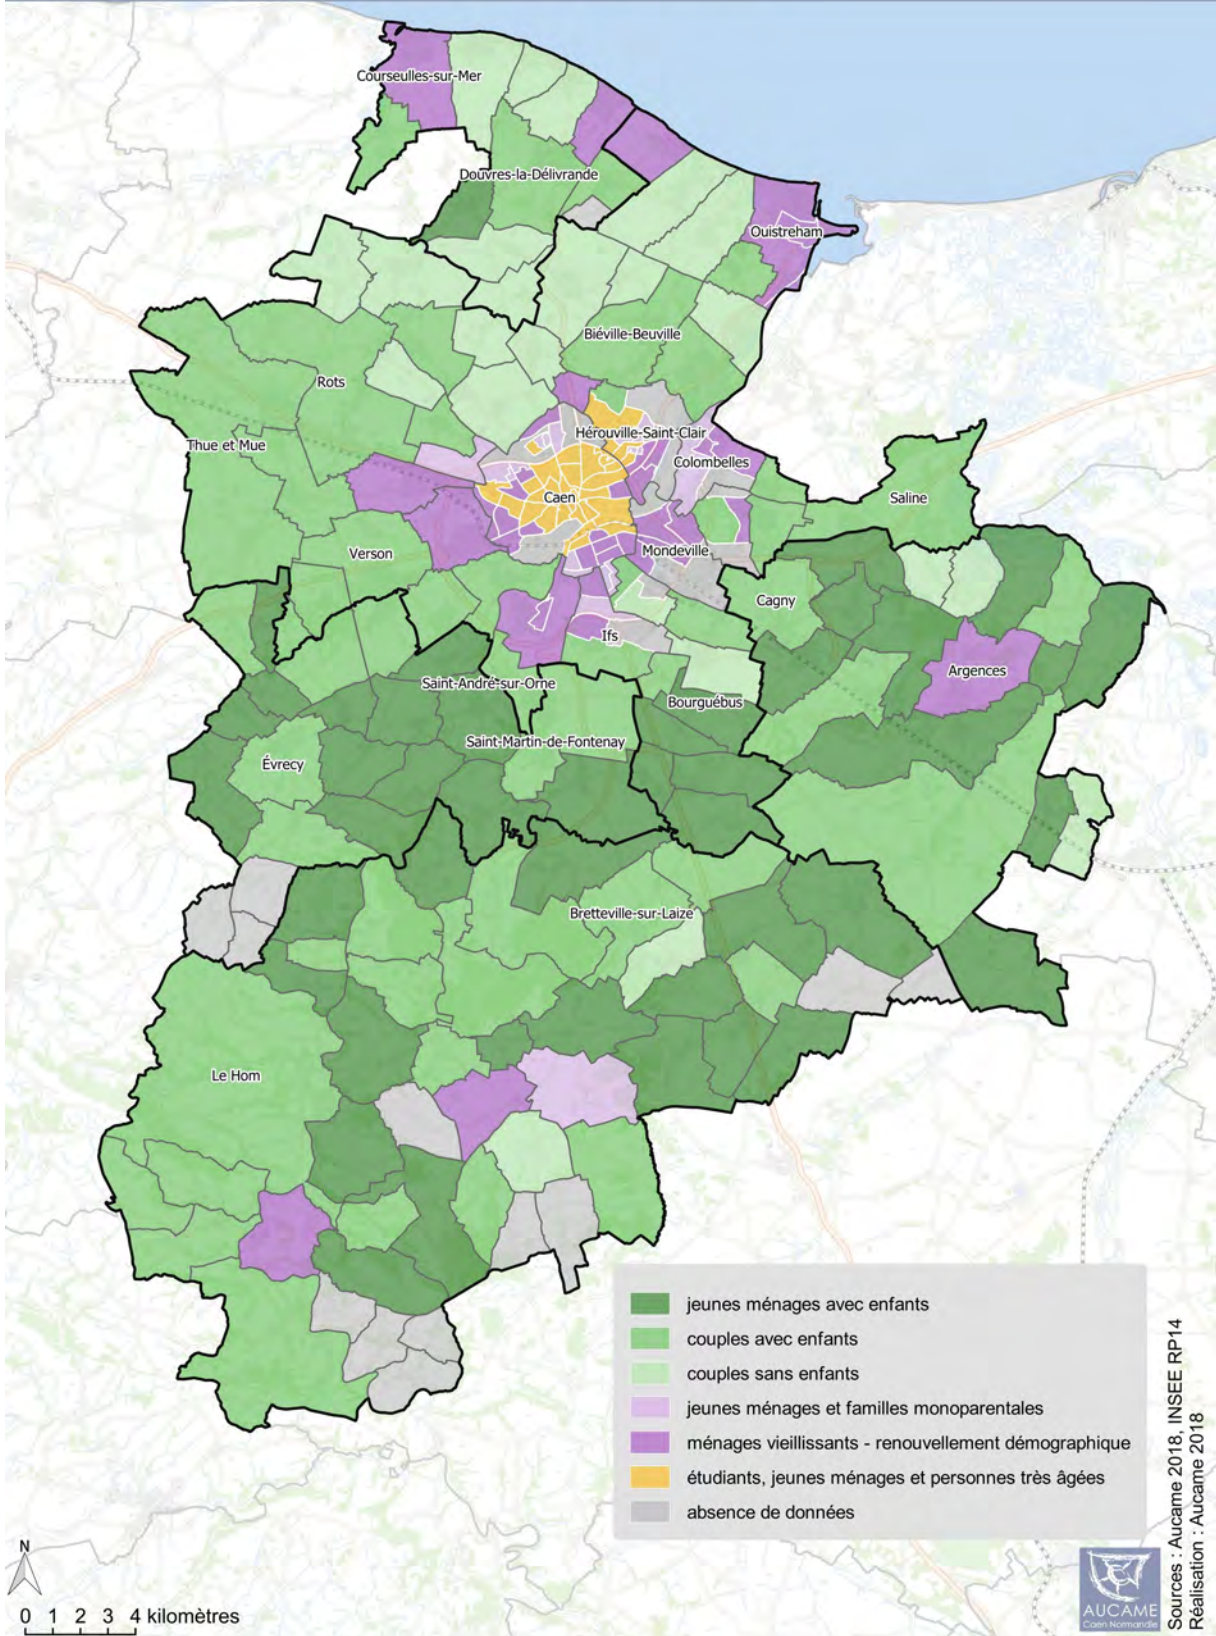 Courseulles-sur-Mer
Douvres-la-Délivrande
Ouistreham
Biéville-Beuville
Rots
Thue et Mue
Hérouville-Saint-Clair
Colombelles
Caen
Saline
Verson
Mondeville
Cagny
Ifs
Argences
Saint-André-sur-Orne
Bourguébus
Saint-Martin-de-Fontenay
Évrecy
Bretteville-sur-Laize
Le Hom
jeunes ménages avec enfants
couples avec enfants
couples sans enfants
jeunes ménages et familles monoparentales
ménages vieillissants - renouvellement démographique
étudiants, jeunes ménages et personnes très âgées
absence de données
N
0 1 2 3 4 kilomètres
AUCAME
Caen Normandie
Sources : Aucame 2018, INSEE RP14
Réalisation : Aucame 2018